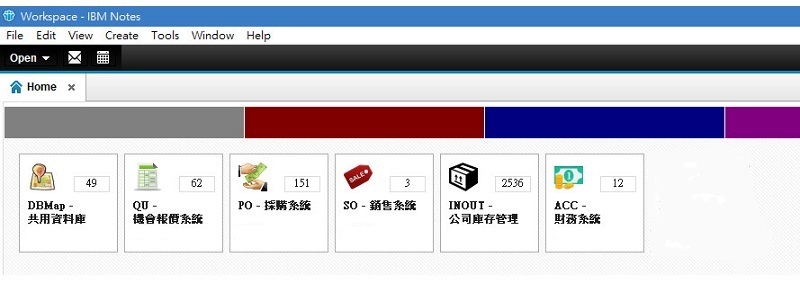 Workspace - IBM Notes
File Edit View Create Tools Window Help
Open
Home
49
62
151
SALE
3
2536
12
DBMap -
共用資料庫
QU -
機會報價系統
PO - 採購系統
SO - 銷售系統
INOUT -
公司庫存管理
ACC -
財務系統